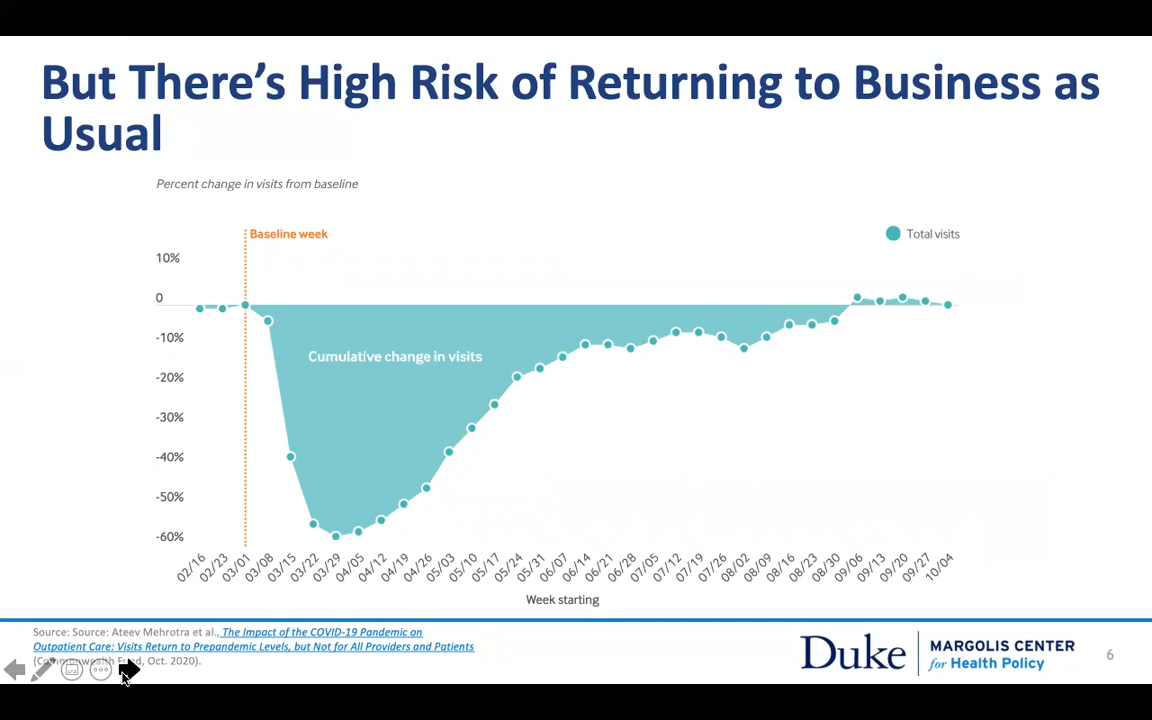 But There's High Risk of Returning to Business as
Usual
Percent change in visits from baseline
Baseline week
Total visits
10%
0
-10%
Cumulative change in visits
-20%
-30%
-40%
-50%
-60%
02/16 02/23 03/01 03/08 03/15 03/22 03/29 04/05 04/12 04/19 04/26 05/03 05/10 05/17 05/24 05/31 06/07 06/14 06/21 06/28 07/05 07/12 07/19 07/26 08/02 08/09 08/16 08/23 08/30 09/06 09/13 09/20 09/27 10/04
Week starting
Source: Source: Ateev Mehrotra et al., The Impact of the COVID-19 Pandemic on
Outpatient Care: Visits Return to Prepandemic Levels, but Not for All Providers and Patients
(Commonwealth Fund, Oct. 2020).
Duke
MARGOLIS CENTER
for Health Policy
6